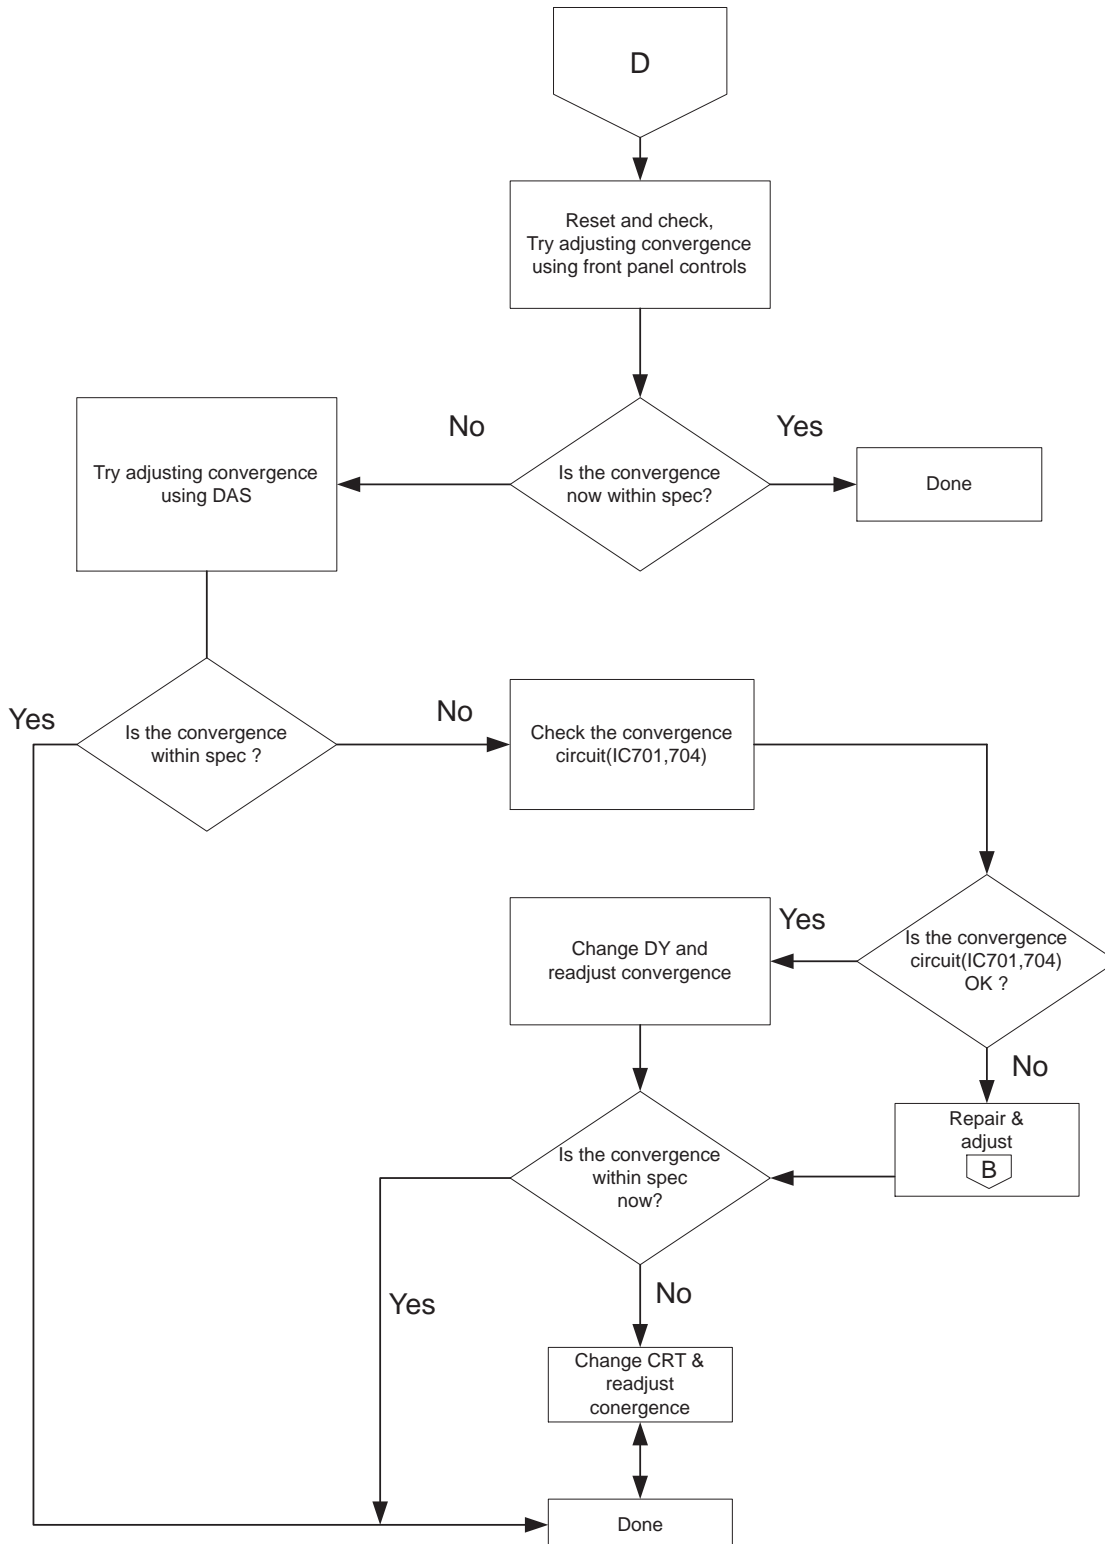 D
Reset and check,
Try adjusting convergence
using front panel controls
No
Yes
Try adjusting convergence
using DAS
Is the convergence
now within spec?
Done
Yes
No
Is the convergence
within spec ?
Check the convergence
circuit(IC701,704)
Yes
Change DY and
readjust convergence
Is the convergence
circuit(IC701,704)
OK ?
No
Is the convergence
within spec
now?
Repair &
adjust
B
Yes
No
Change CRT &
readjust
conergence
Done